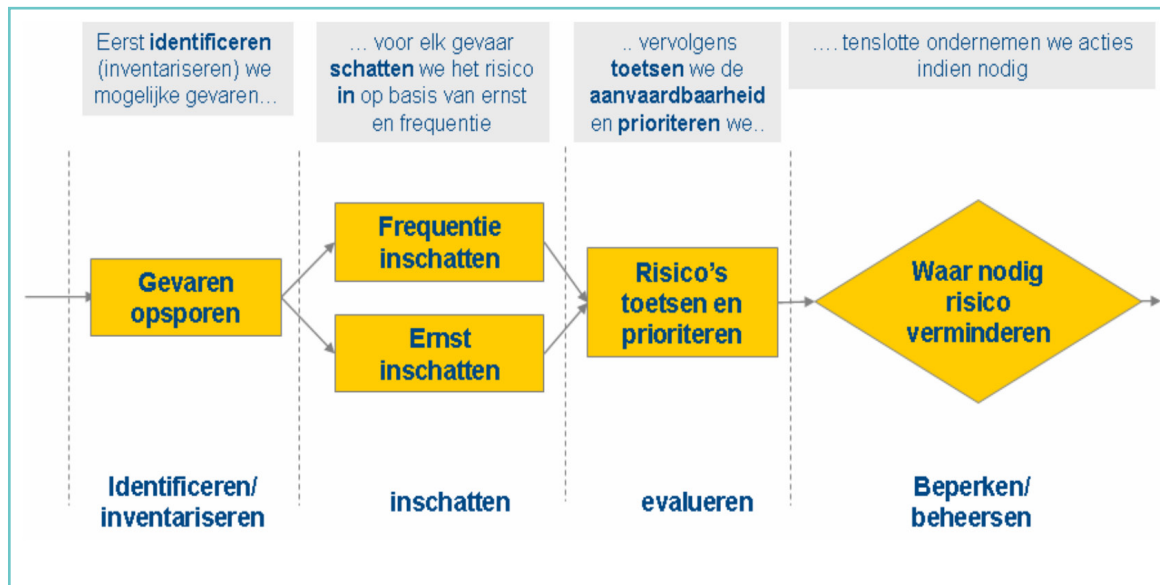 Eerst identificeren
(inventariseren) we
mogelijke gevaren…
… voor elk gevaar
schatten we het risico
in op basis van ernst
en frequentie
.. vervolgens
toetsen we de
aanvaardbaarheid
en prioriteren we..
…. tenslotte ondernemen we acties
indien nodig
Gevaren
opsporen
Frequentie
inschatten
Ernst
inschatten
Risico's
toetsen en
prioriteren
Waar nodig
risico
verminderen
Identificeren/
inventariseren
inschatten
evalueren
Beperken/
beheersen